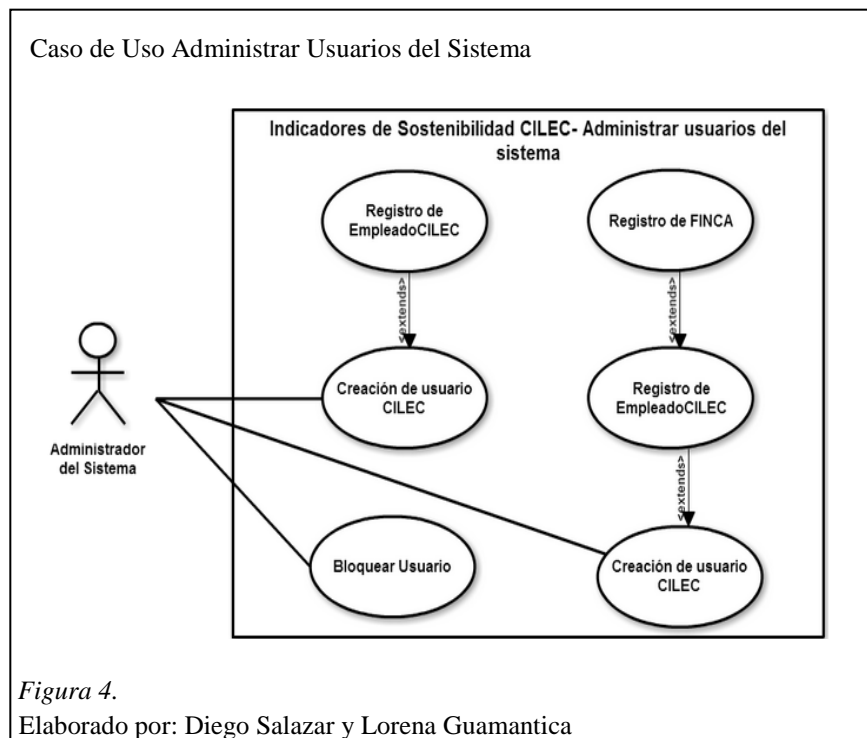 Caso de Uso Administrar Usuarios del Sistema
Indicadores de Sostenibilidad CILEC- Administrar usuarios del
sistema
Registro de
EmpleadoCILEC
Registro de FINCA
<extends>
<extends>
Creación de usuario
CILEC
Registro de
EmpleadoCILEC
Administrador
del Sistema
<extends>
Bloquear Usuario
Creación de usuario
CILEC
Figura 4.
Elaborado por: Diego Salazar y Lorena Guamantica